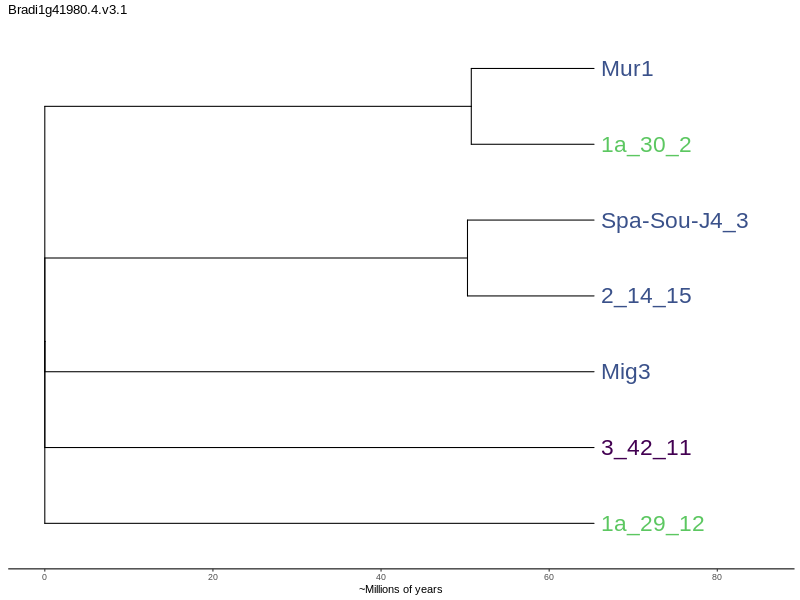 Bradi1g41980.4.v3.1
Mur1
1a_30_2
Spa-Sou-J4_3
2_14_15
Mig3
3_42_11
1a_29_12
0 20 40 60 80
~Millions of years